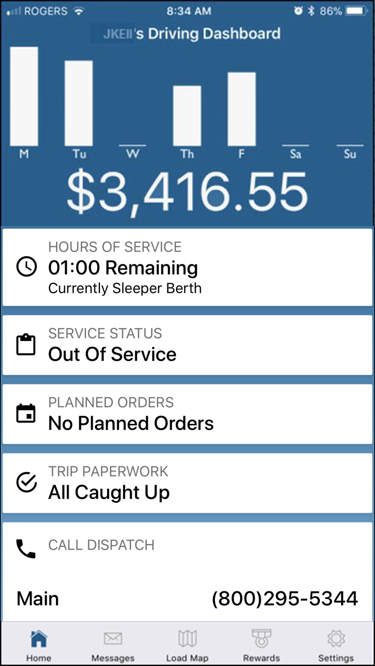 ROGERS 8:34 AM 86%
JKEII's Driving Dashboard
M Tu W Th F Sa Su
$3,416.55
HOURS OF SERVICE
01:00 Remaining
Currently Sleeper Berth
SERVICE STATUS
Out Of Service
PLANNED ORDERS
No Planned Orders
TRIP PAPERWORK
All Caught Up
CALL DISPATCH
Main (800)295-5344
Home Messages Load Map Rewards Settings